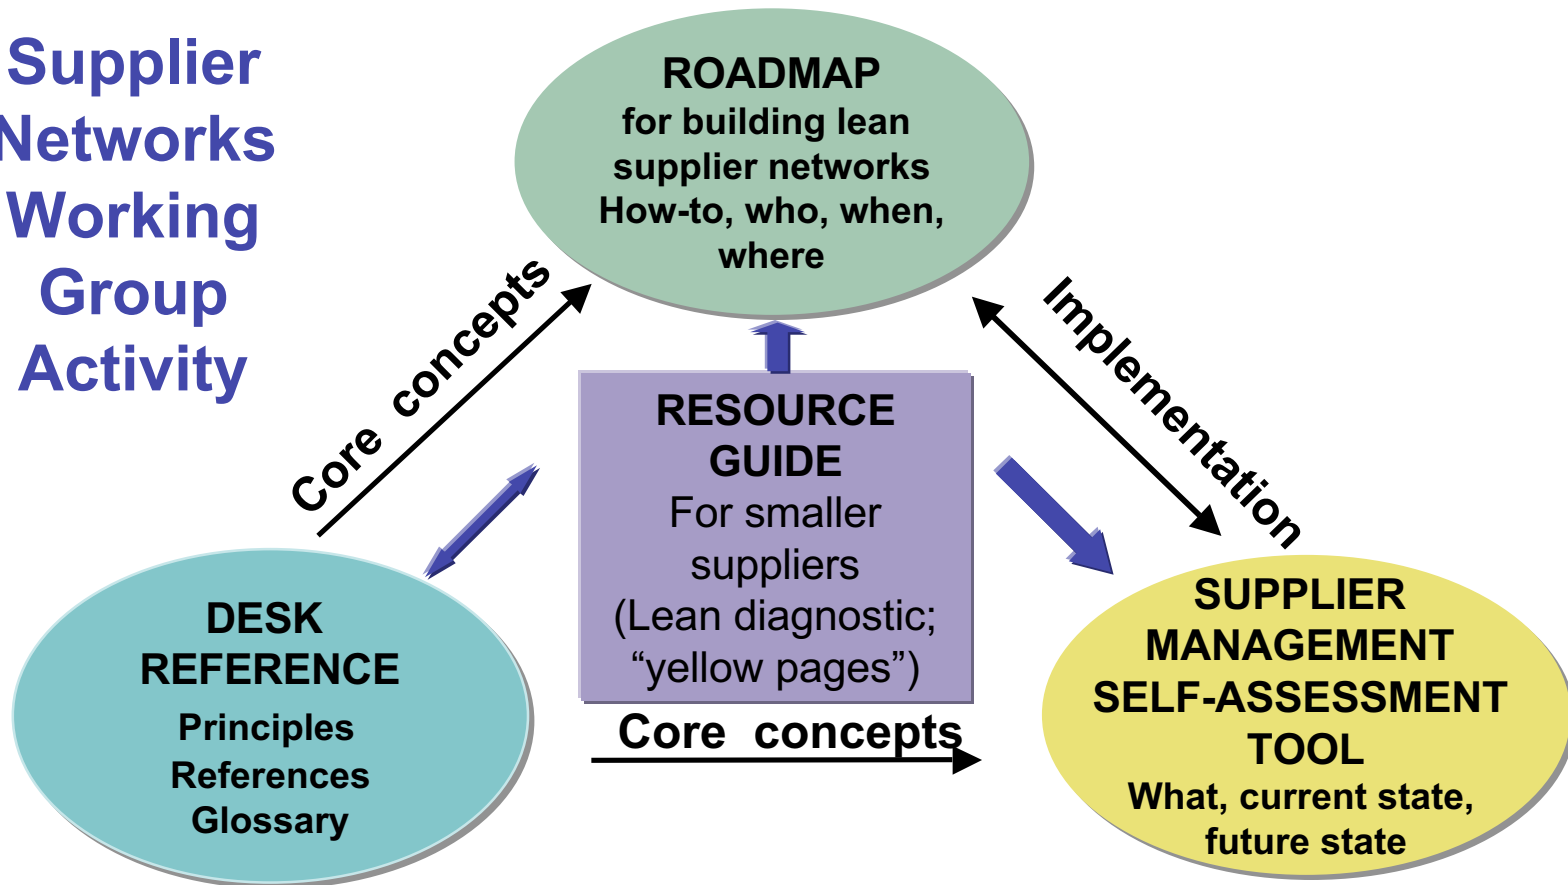 Supplier
Networks
Working
Group
Activity
ROADMAP
for building lean
supplier networks
How-to, who, when,
where
Core concepts
Implementation
RESOURCE
GUIDE
For smaller
suppliers
(Lean diagnostic;
“yellow pages”)
Core concepts
DESK
REFERENCE
Principles
References
Glossary
SUPPLIER
MANAGEMENT
SELF-ASSESSMENT
TOOL
What, current state,
future state